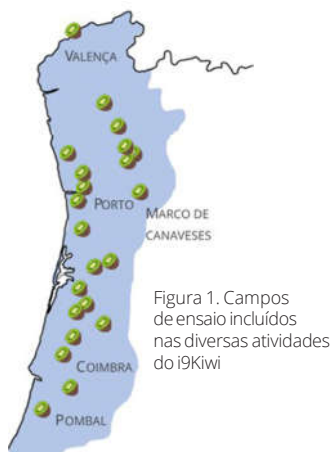 VALENÇA
PORTO
MARCO DE
CANAVESES
Figura 1. Campos
de ensaio incluídos
nas diversas atividades
do i9Kiwi
COIMBRA
POMBAL